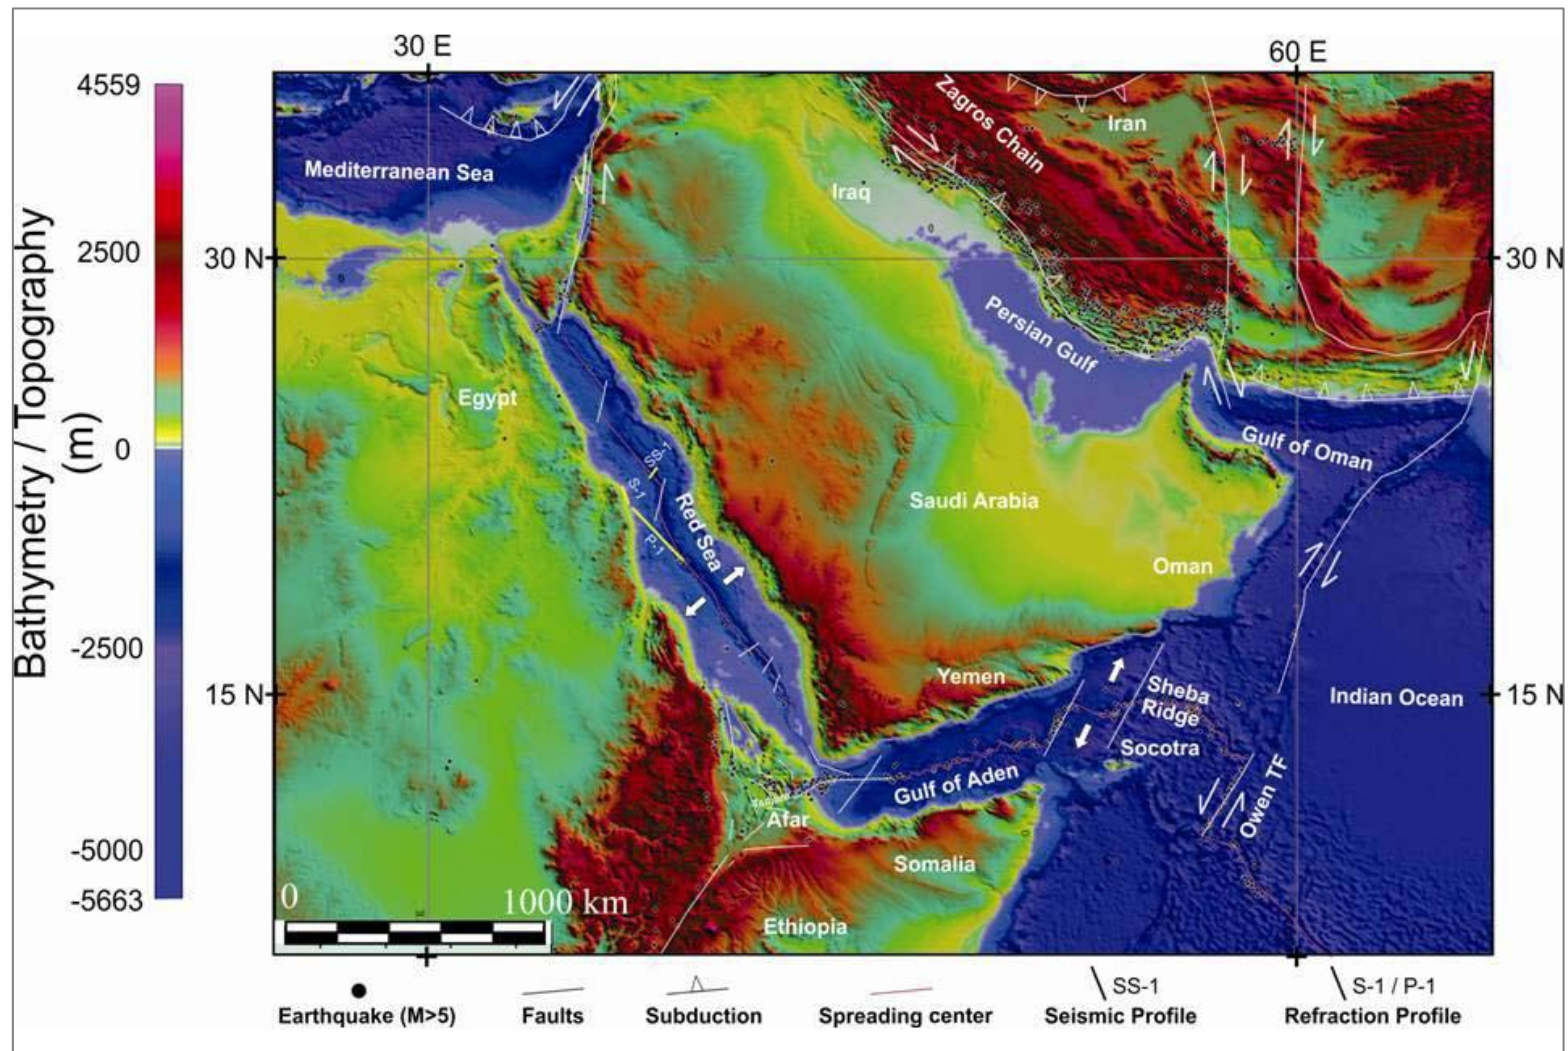 30 E
60 E
4559
2500
0
-2500
-5000
-5663
Bathymetry / Topography
(m)
30 N
30 N
15 N
15 N
Zagros Chain
Iran
Mediterranean Sea
Iraq
Persian Gulf
Egypt
Gulf of Oman
SS-1
S-1
P-1
Red Sea
Saudi Arabia
Oman
Yemen
Sheba
Ridge
Indian Ocean
Socotra
Gulf of Aden
Owen TF
Afar
Somalia
Ethiopia
0
1000 km
SS-1
S-1 / P-1
Earthquake (M>5)
Faults
Subduction
Spreading center
Seismic Profile
Refraction Profile